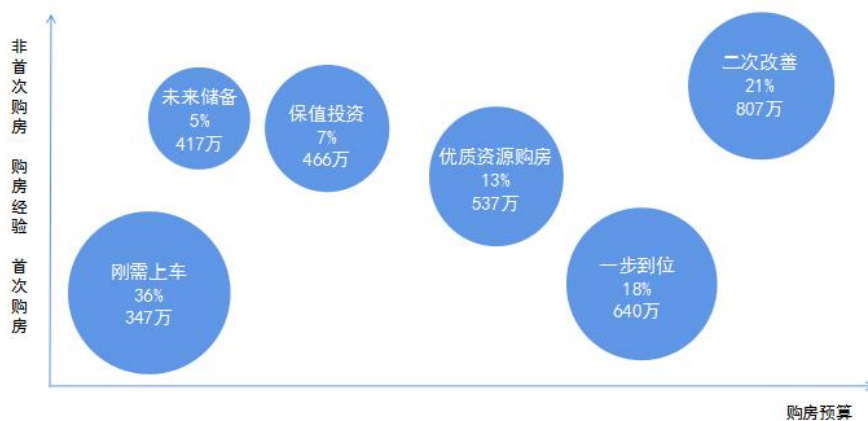 非首次购房 购房经验 首次购房
未来储备
5%
417万
保值投资
7%
466万
优质资源购房
13%
537万
二次改善
21%
807万
刚需上车
36%
347万
一步到位
18%
640万
购房预算